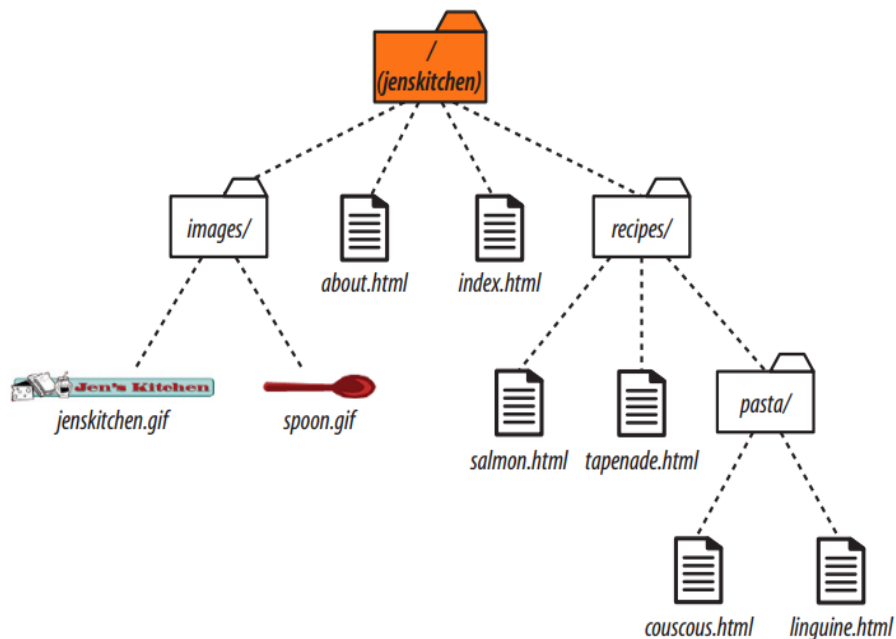 /
(jenskitchen)
images/
about.html
index.html
recipes/
Jen's Kitchen
jenskitchen.gif
spoon.gif
salmon.html
tapenade.html
pasta/
couscous.html
linguine.html